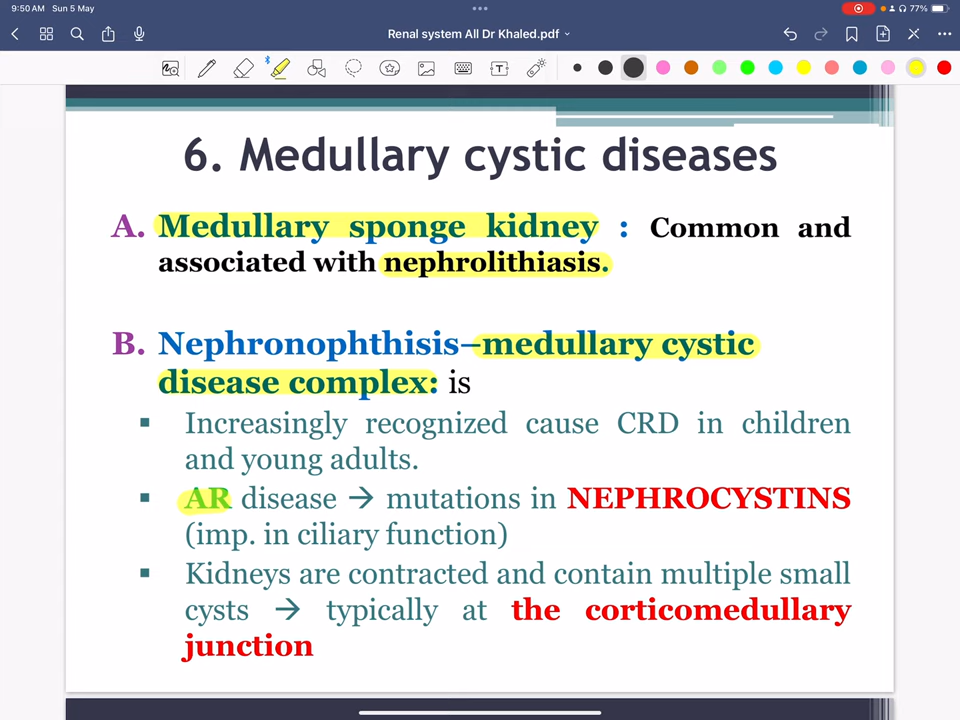 9:50 AM Sun 5 May
77%
Renal system All Dr Khaled.pdf
6. Medullary cystic diseases
A. Medullary sponge kidney : Common and
associated with nephrolithiasis.
B. Nephronophthisis–medullary cystic
disease complex: is
▪ Increasingly recognized cause CRD in children
and young adults.
▪ AR disease → mutations in NEPHROCYSTINS
(imp. in ciliary function)
▪ Kidneys are contracted and contain multiple small
cysts → typically at the corticomedullary
junction